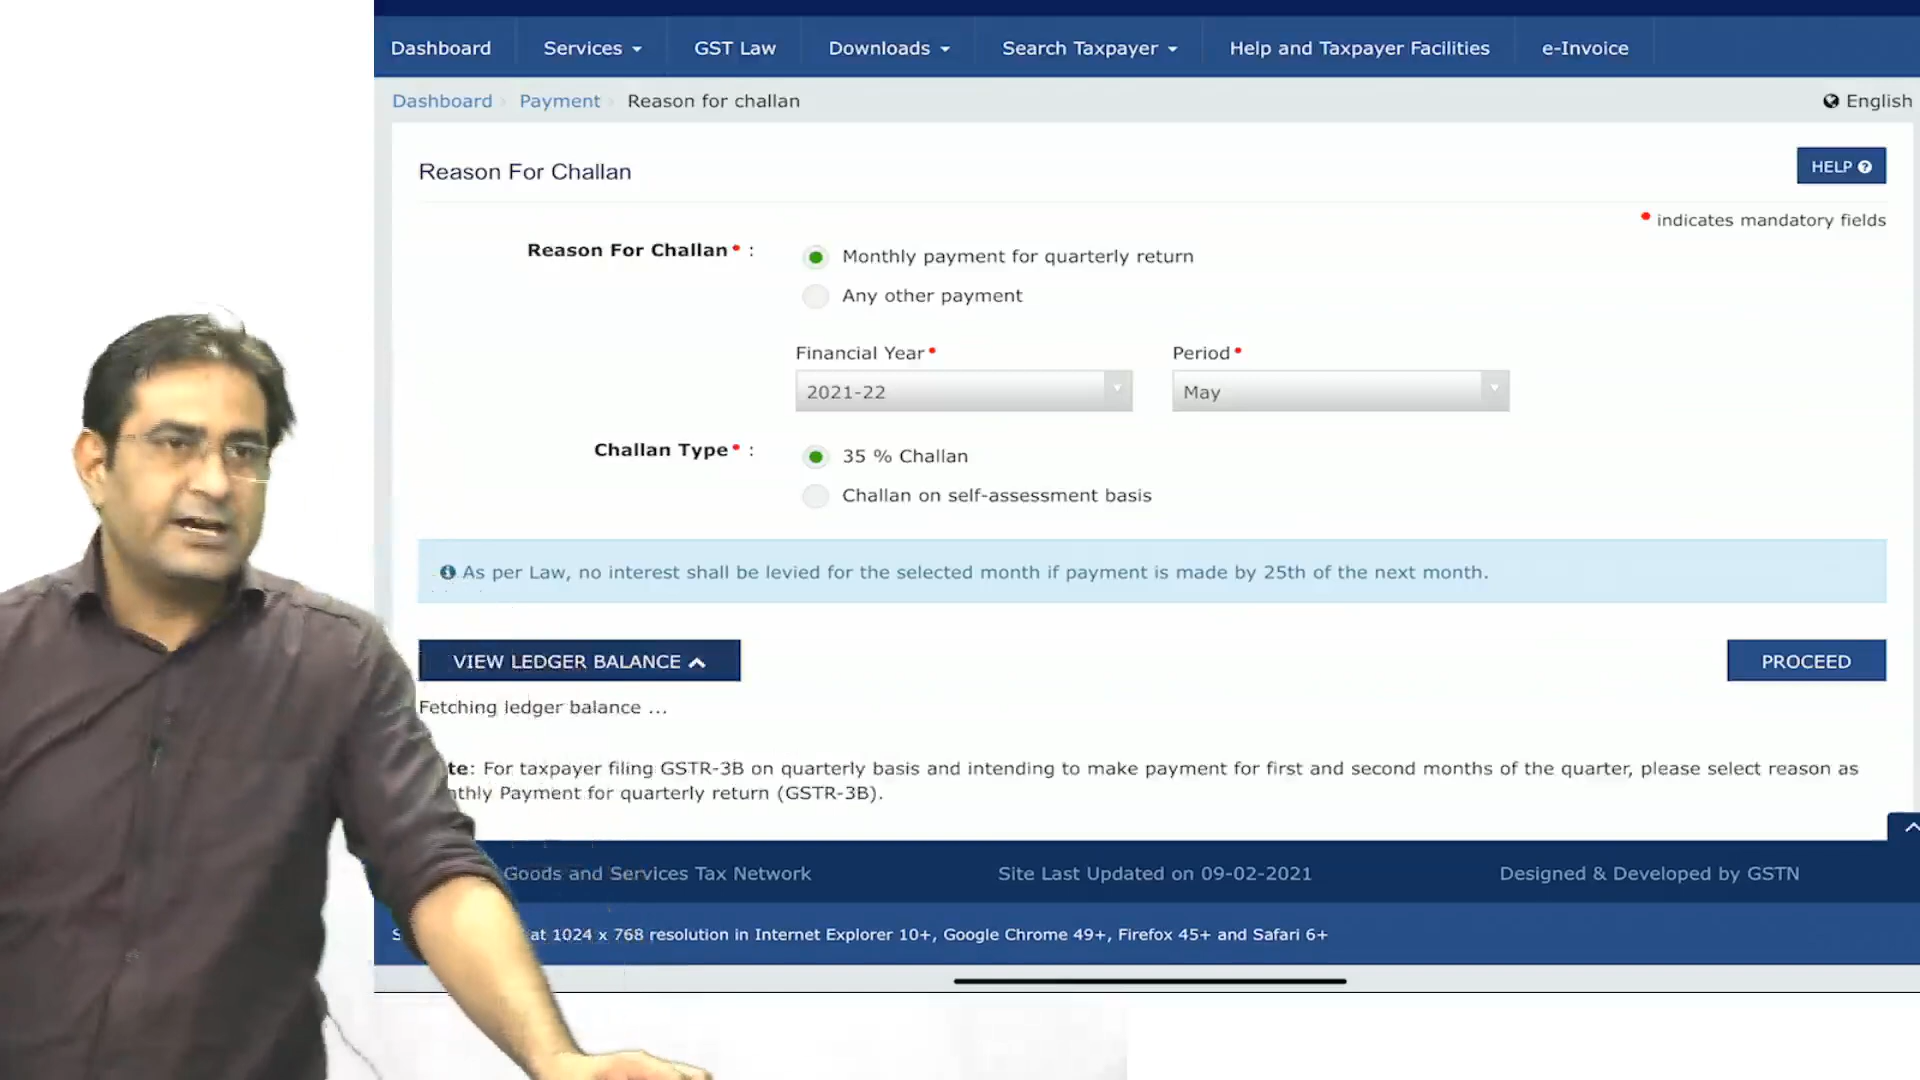 Dashboard Services GST Law Downloads Search Taxpayer Help and Taxpayer Facilities e-Invoice
Dashboard Payment Reason for challan English
Reason For Challan HELP
• indicates mandatory fields
Reason For Challan• : Monthly payment for quarterly return
Any other payment
Financial Year• Period•
2021-22 May
Challan Type• : 35 % Challan
Challan on self-assessment basis
As per Law, no interest shall be levied for the selected month if payment is made by 25th of the next month.
VIEW LEDGER BALANCE PROCEED
Fetching ledger balance ...
te: For taxpayer filing GSTR-3B on quarterly basis and intending to make payment for first and second months of the quarter, please select reason as
nthly Payment for quarterly return (GSTR-3B).
Goods and Services Tax Network Site Last Updated on 09-02-2021 Designed & Developed by GSTN
at 1024 x 768 resolution in Internet Explorer 10+, Google Chrome 49+, Firefox 45+ and Safari 6+